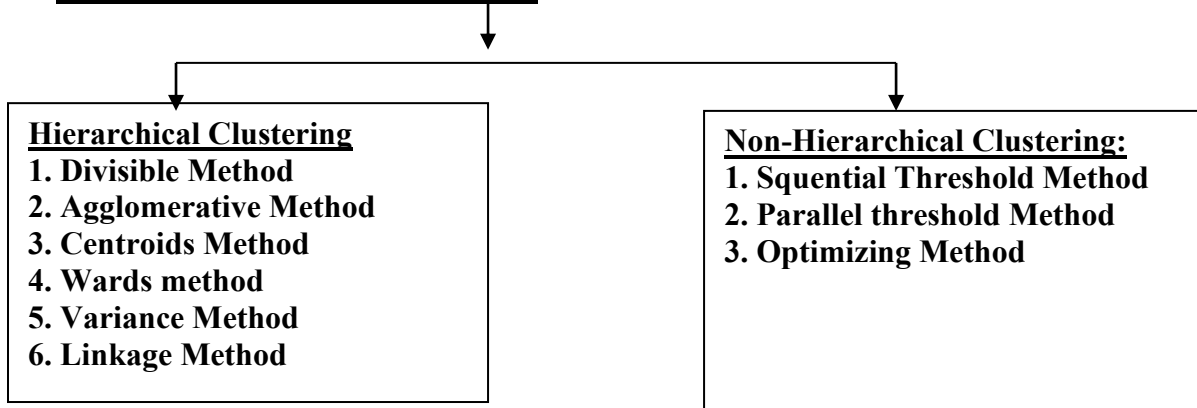 Hierarchical Clustering
1. Divisible Method
2. Agglomerative Method
3. Centroids Method
4. Wards method
5. Variance Method
6. Linkage Method
Non-Hierarchical Clustering:
1. Squential Threshold Method
2. Parallel threshold Method
3. Optimizing Method